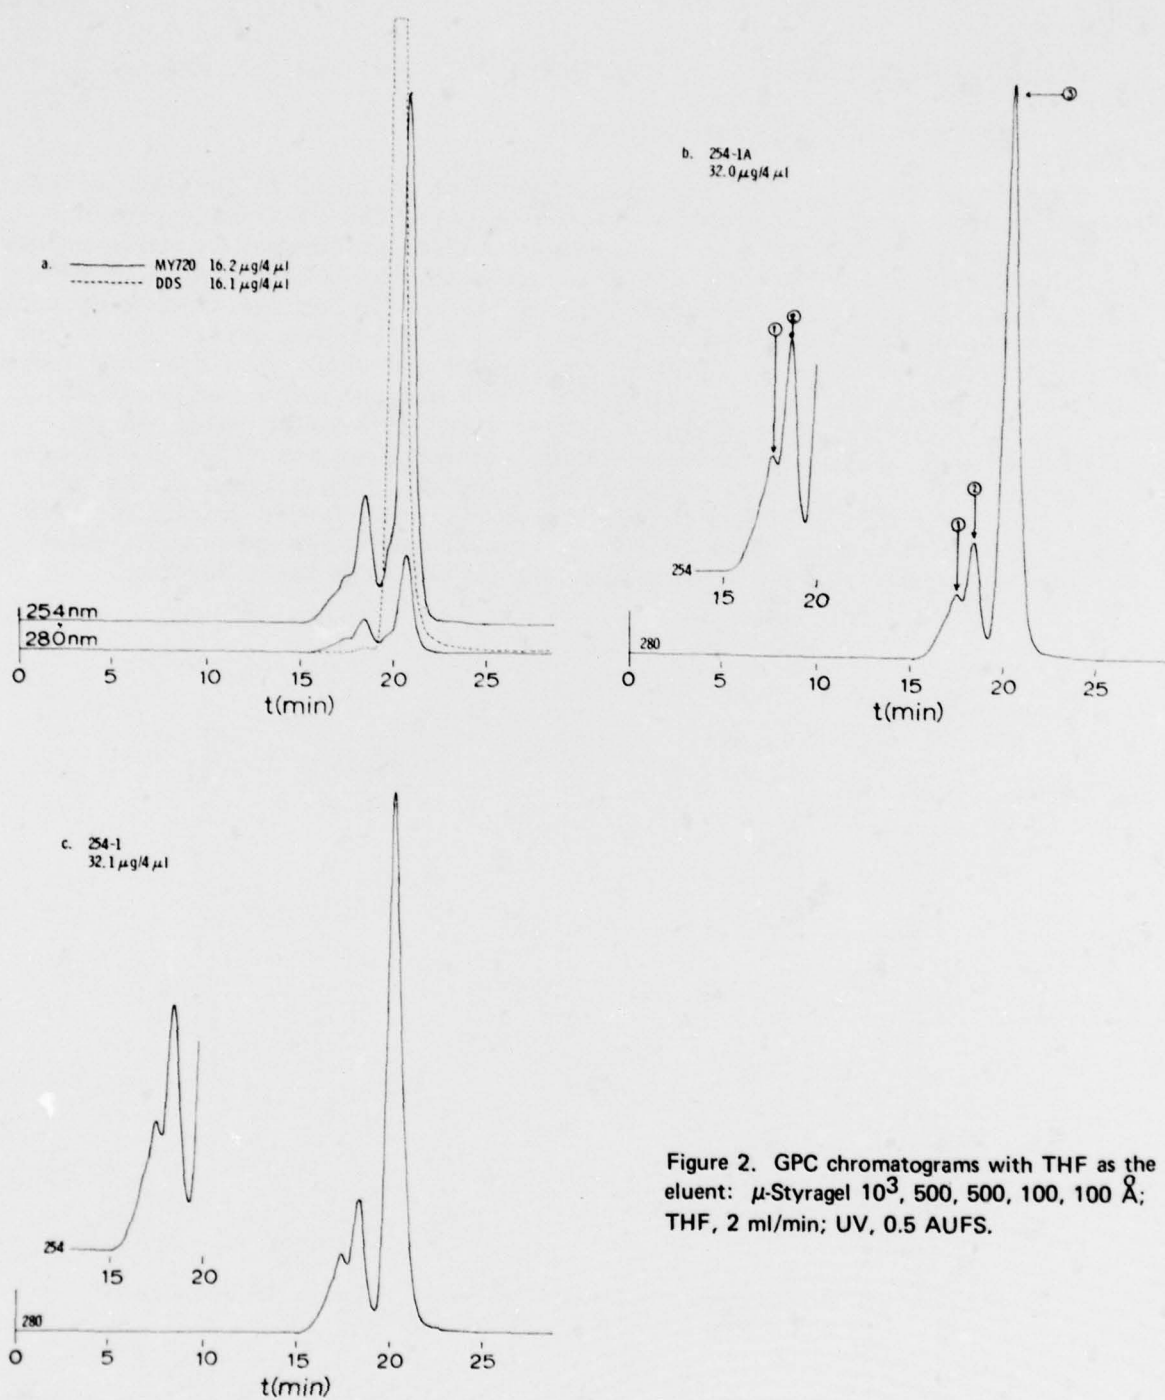 a. MY720 16.2 μg/4 μl
DDS 16.1 μg/4 μl
254nm
280nm
0 5 10 15 20 25
t(min)
b. 254-1A
32.0 μg/4 μl
① ②
254
15 20
① ② ③
280
0 5 10 15 20 25
t(min)
c. 254-1
32.1 μg/4 μl
254
15 20
280
0 5 10 15 20 25
t(min)
Figure 2. GPC chromatograms with THF as the
eluent: μ-Styragel 10³, 500, 500, 100, 100 Å;
THF, 2 ml/min; UV, 0.5 AUFS.